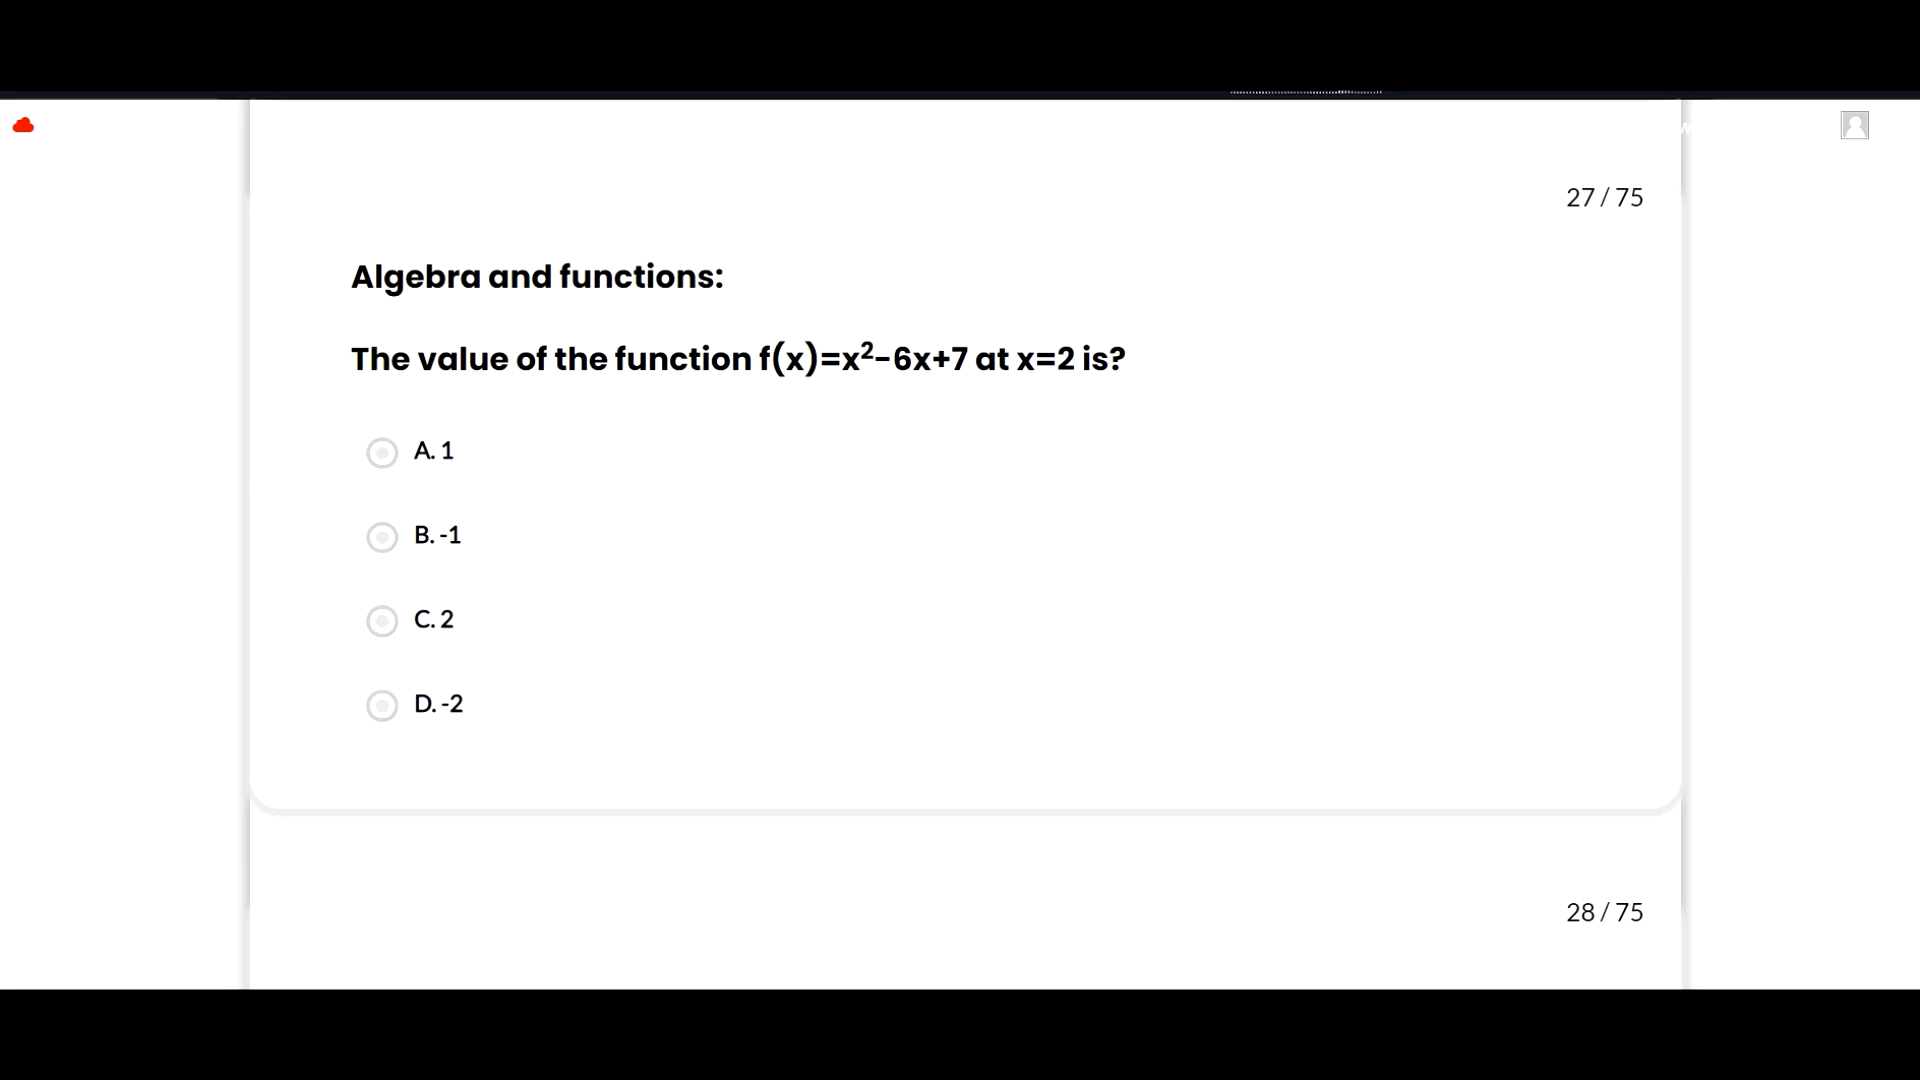 27 / 75
Algebra and functions:
The value of the function f(x)=x²-6x+7 at x=2 is?
A. 1
B. -1
C. 2
D. -2
28 / 75